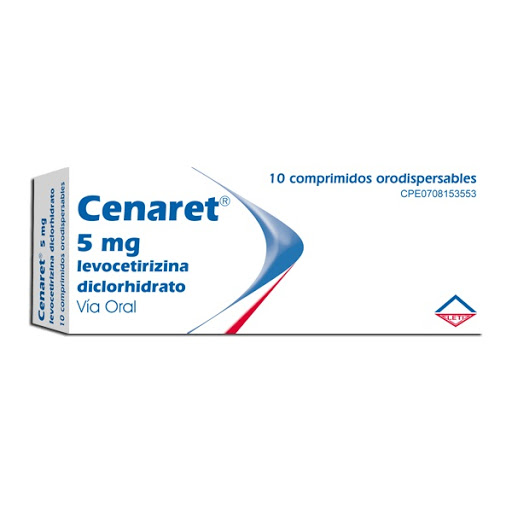 10 comprimidos orodispersables
CPE0708153553
Cenaret®
5 mg
levocetirizina
diclorhidrato
Vía Oral
Cenaret® 5 mg
levocetirizina diclorhidrato
10 comprimidos orodispersables
LETI